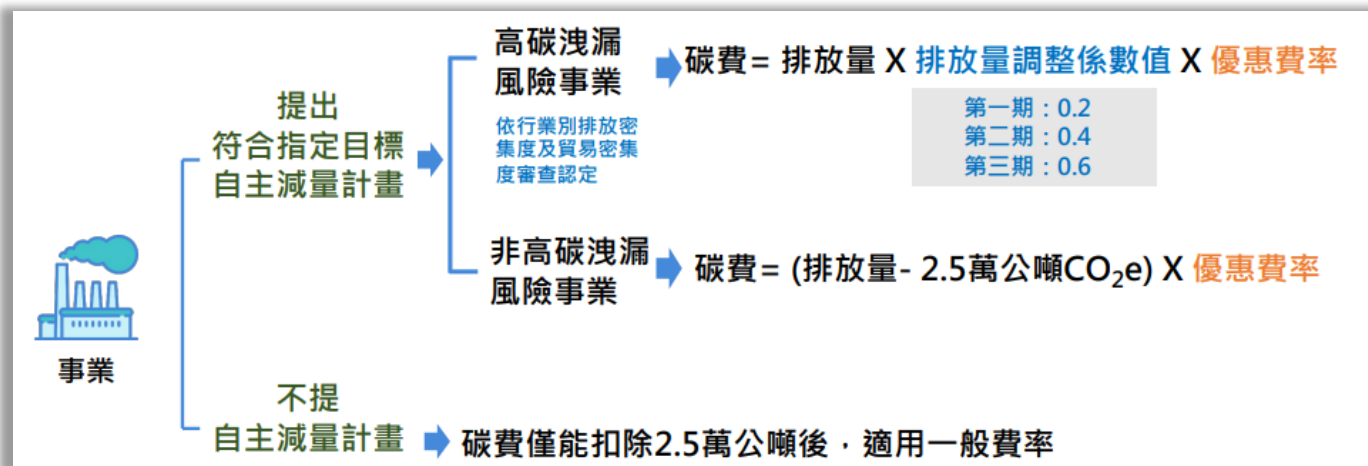 提出
符合指定目標
自主減量計畫
高碳洩漏
風險事業
依行業別排放密
集度及貿易密集
度審查認定
碳費= 排放量 X 排放量調整係數值 X 優惠費率
第一期：0.2
第二期：0.4
第三期：0.6
非高碳洩漏
風險事業
碳費= (排放量- 2.5萬公噸CO₂e) X 優惠費率
事業
不提
自主減量計畫
碳費僅能扣除2.5萬公噸後，適用一般費率